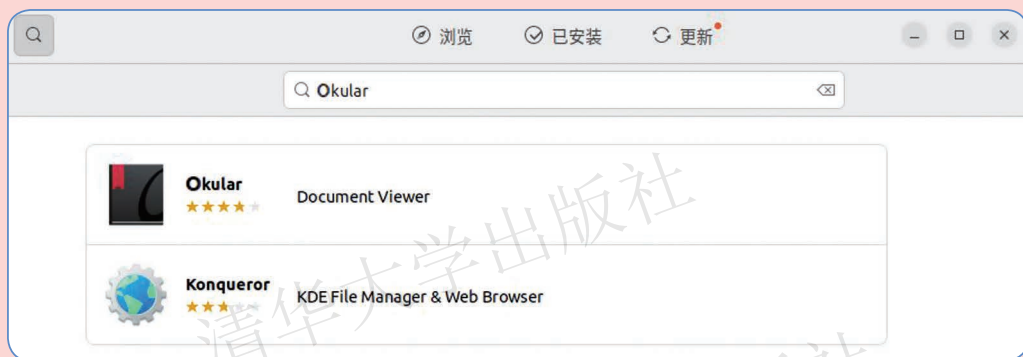 浏览 已安装 更新
Okular
Okular
Document Viewer
Konqueror
KDE File Manager & Web Browser
清华大学出版社